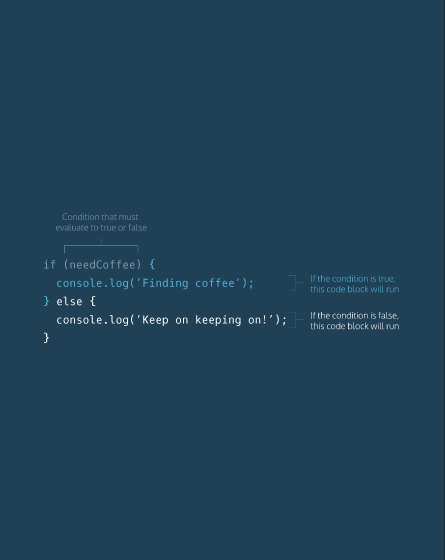 Condition that must
evaluate to true or false
if (needCoffee) {
console.log('Finding coffee');
If the condition is true,
this code block will run
} else {
console.log('Keep on keeping on!');
If the condition is false,
this code block will run
}